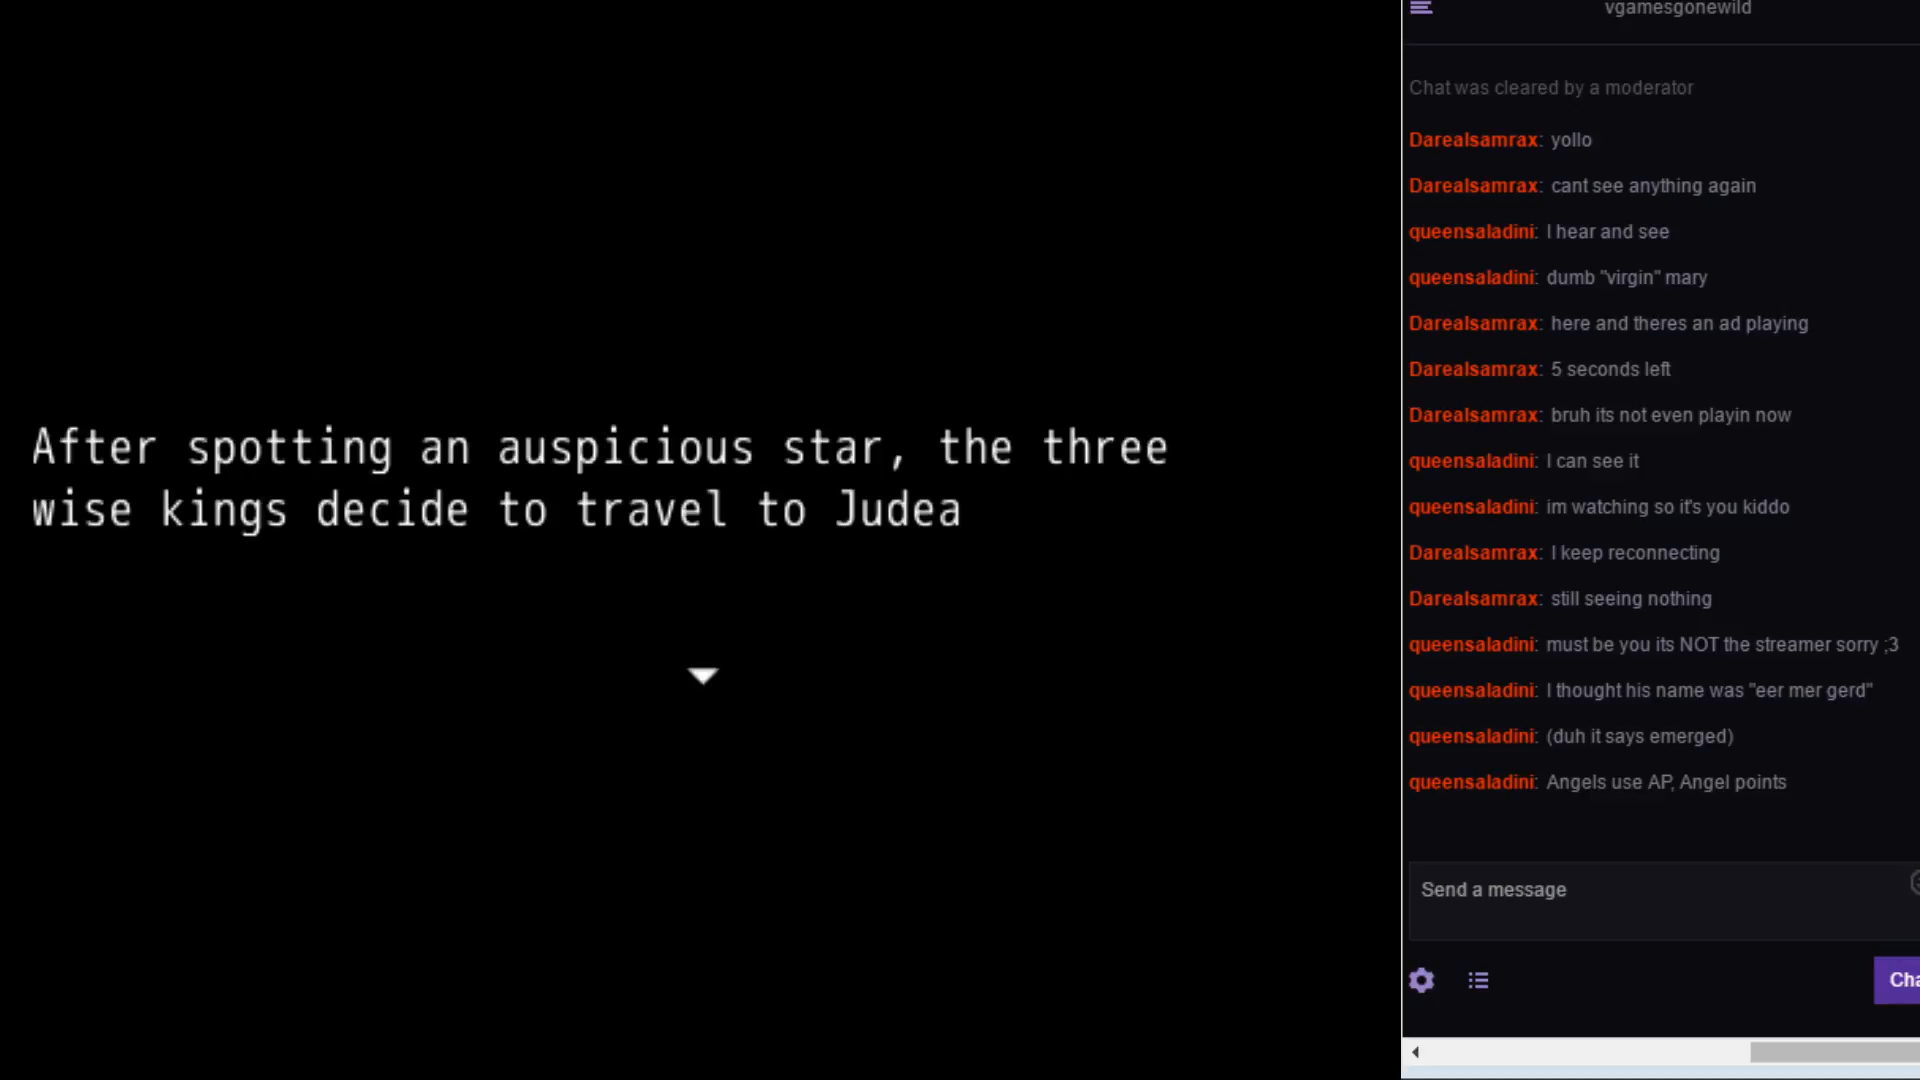 After spotting an auspicious star, the three
wise kings decide to travel to Judea
vgamesgonewild
Chat was cleared by a moderator
Darealsamrax: yollo
Darealsamrax: cant see anything again
queensaladini: I hear and see
queensaladini: dumb "virgin" mary
Darealsamrax: here and theres an ad playing
Darealsamrax: 5 seconds left
Darealsamrax: bruh its not even playin now
queensaladini: I can see it
queensaladini: im watching so it's you kiddo
Darealsamrax: I keep reconnecting
Darealsamrax: still seeing nothing
queensaladini: must be you its NOT the streamer sorry ;3
queensaladini: I thought his name was "eer mer gerd"
queensaladini: (duh it says emerged)
queensaladini: Angels use AP, Angel points
Send a message
Cha